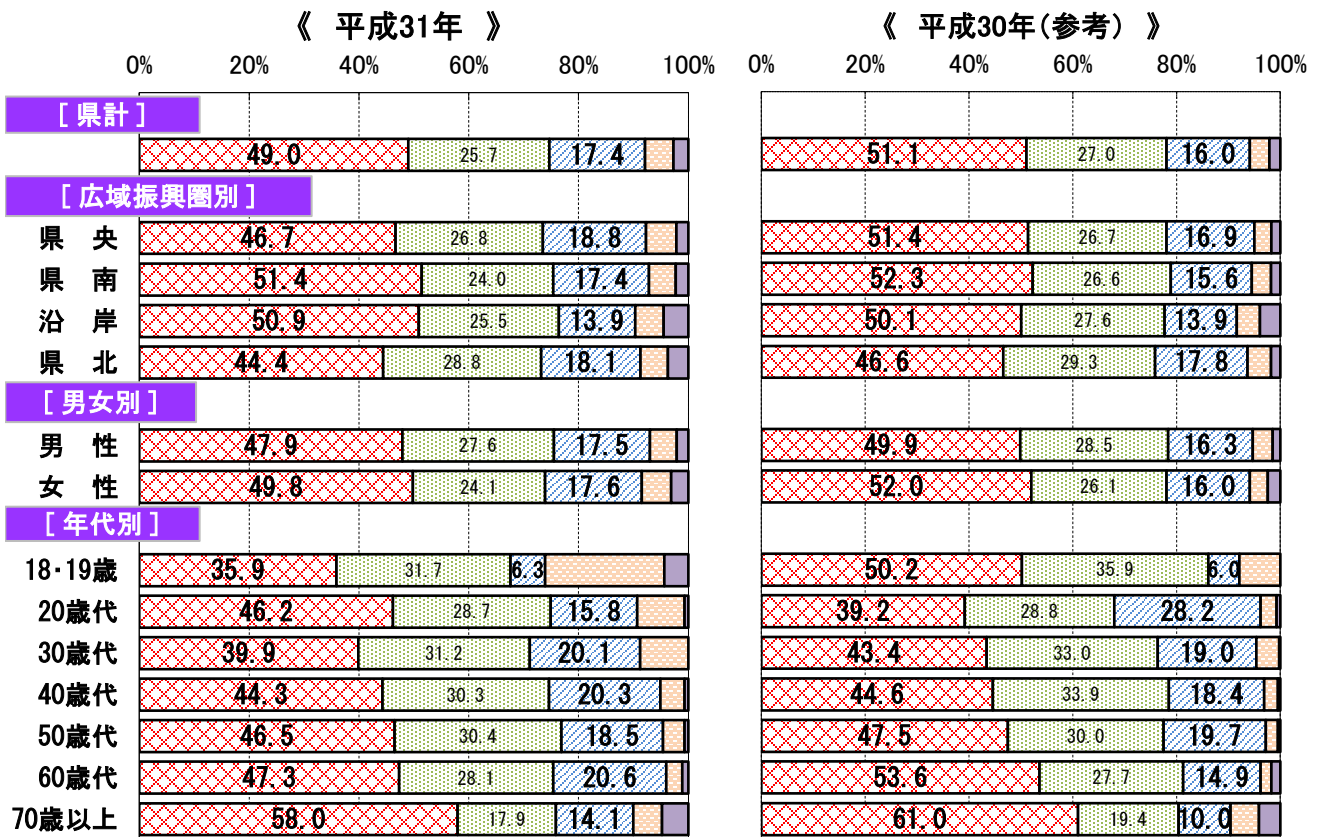 《 平成31年 》 《 平成30年(参考) 》
0% 20% 40% 60% 80% 100% 0% 20% 40% 60% 80% 100%
[ 県計 ]
49.0 25.7 17.4 51.1 27.0 16.0
[ 広域振興圏別 ]
県 央 46.7 26.8 18.8 51.4 26.7 16.9
県 南 51.4 24.0 17.4 52.3 26.6 15.6
沿 岸 50.9 25.5 13.9 50.1 27.6 13.9
県 北 44.4 28.8 18.1 46.6 29.3 17.8
[ 男女別 ]
男 性 47.9 27.6 17.5 49.9 28.5 16.3
女 性 49.8 24.1 17.6 52.0 26.1 16.0
[ 年代別 ]
18・19歳 35.9 31.7 6.3 50.2 35.9 6.0
20歳代 46.2 28.7 15.8 39.2 28.8 28.2
30歳代 39.9 31.2 20.1 43.4 33.0 19.0
40歳代 44.3 30.3 20.3 44.6 33.9 18.4
50歳代 46.5 30.4 18.5 47.5 30.0 19.7
60歳代 47.3 28.1 20.6 53.6 27.7 14.9
70歳以上 58.0 17.9 14.1 61.0 19.4 10.0